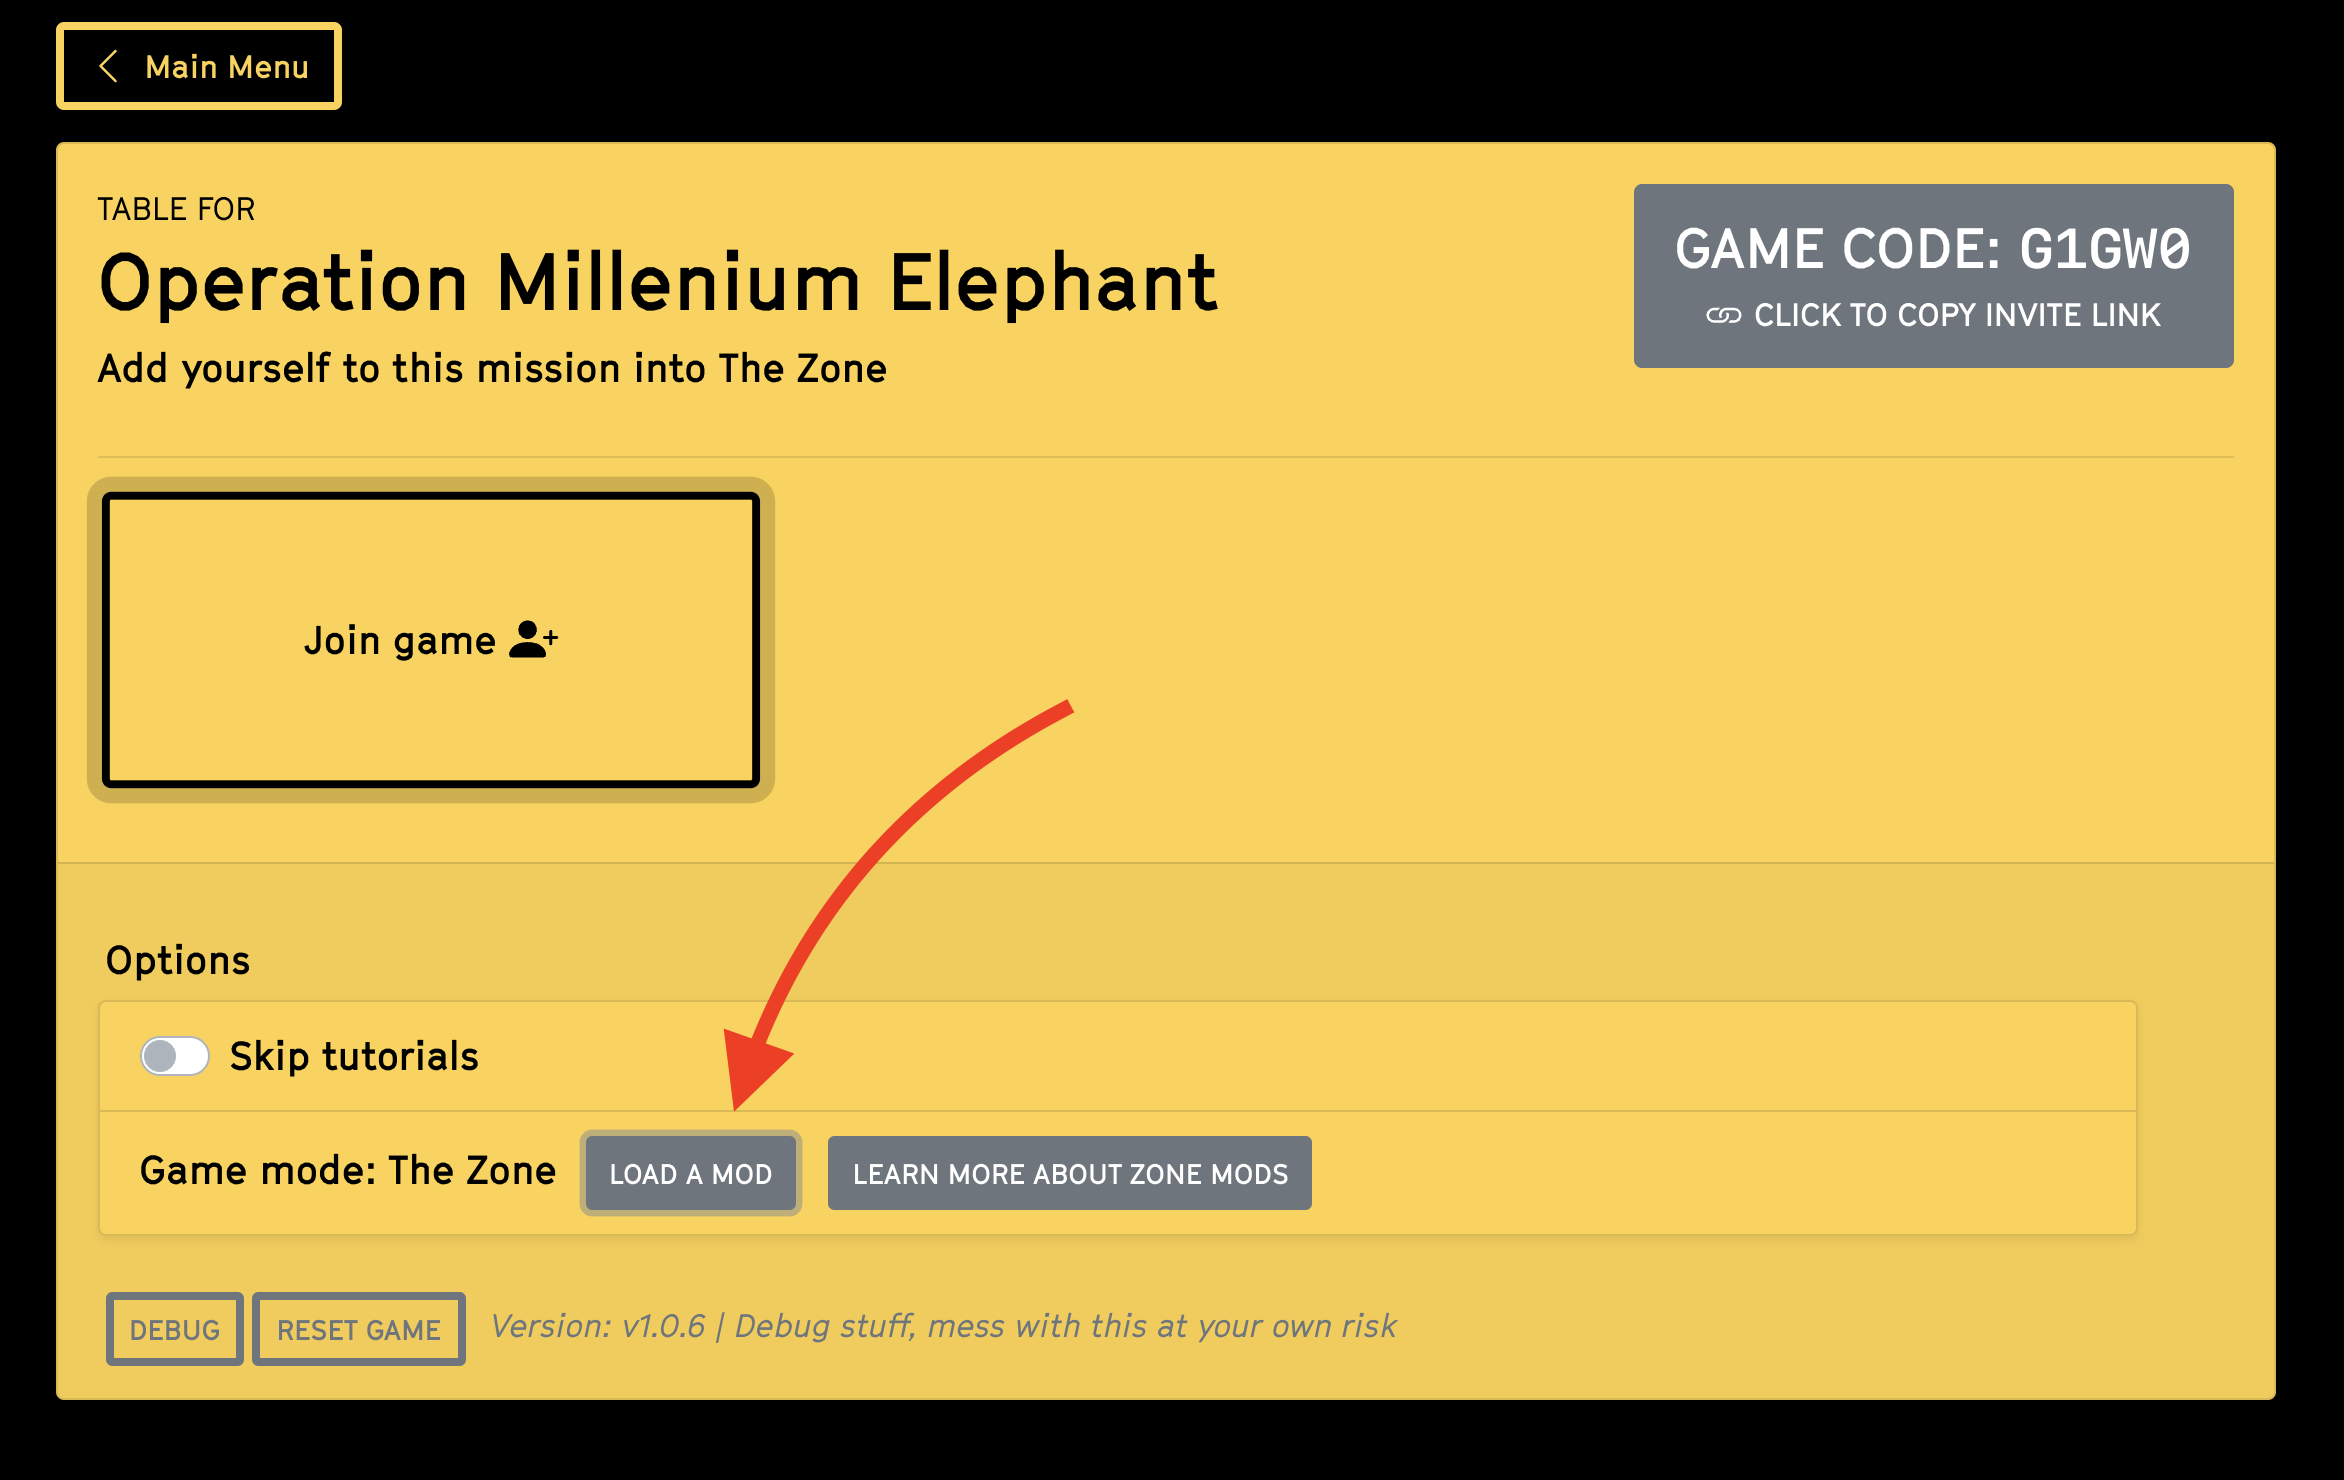 Main Menu
TABLE FOR
Operation Millenium Elephant
Add yourself to this mission into The Zone
GAME CODE: G1GW0
CLICK TO COPY INVITE LINK
Join game
Options
Skip tutorials
Game mode: The Zone
LOAD A MOD
LEARN MORE ABOUT ZONE MODS
DEBUG
RESET GAME
Version: v1.0.6 | Debug stuff, mess with this at your own risk